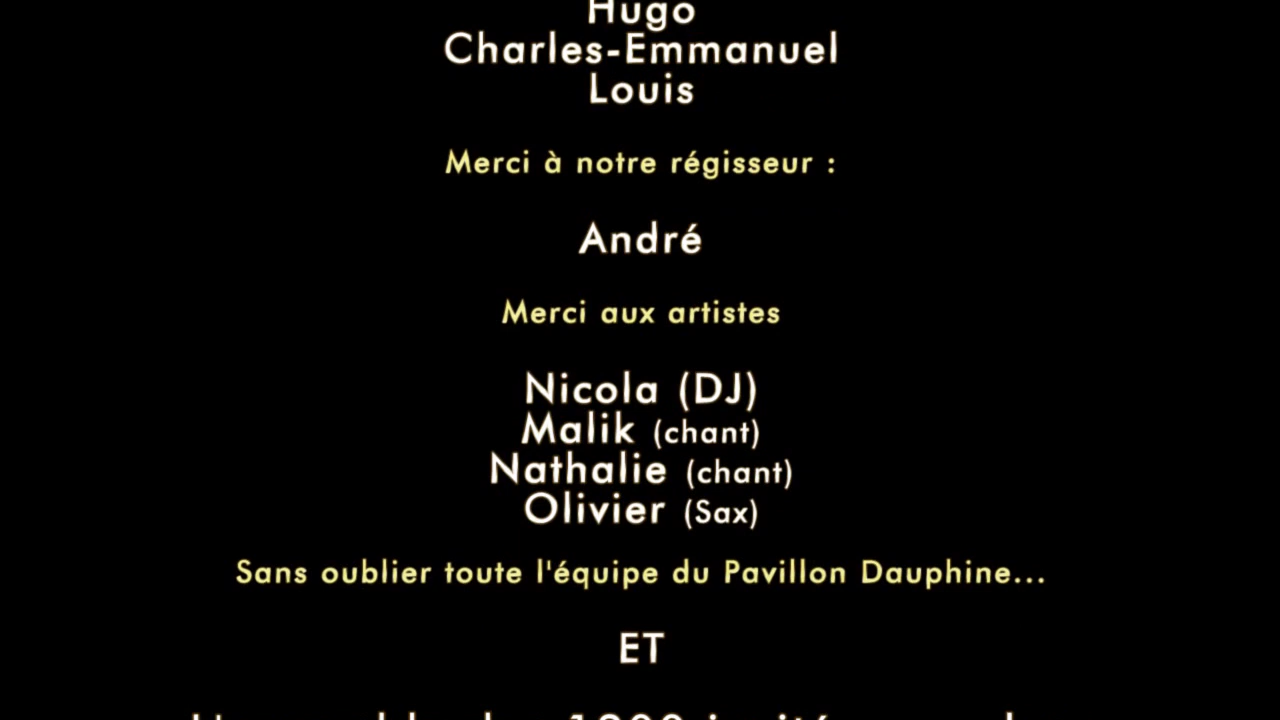 Hugo
Charles-Emmanuel
Louis
Merci à notre régisseur :
André
Merci aux artistes
Nicola (DJ)
Malik (chant)
Nathalie (chant)
Olivier (Sax)
Sans oublier toute l'équipe du Pavillon Dauphine...
ET